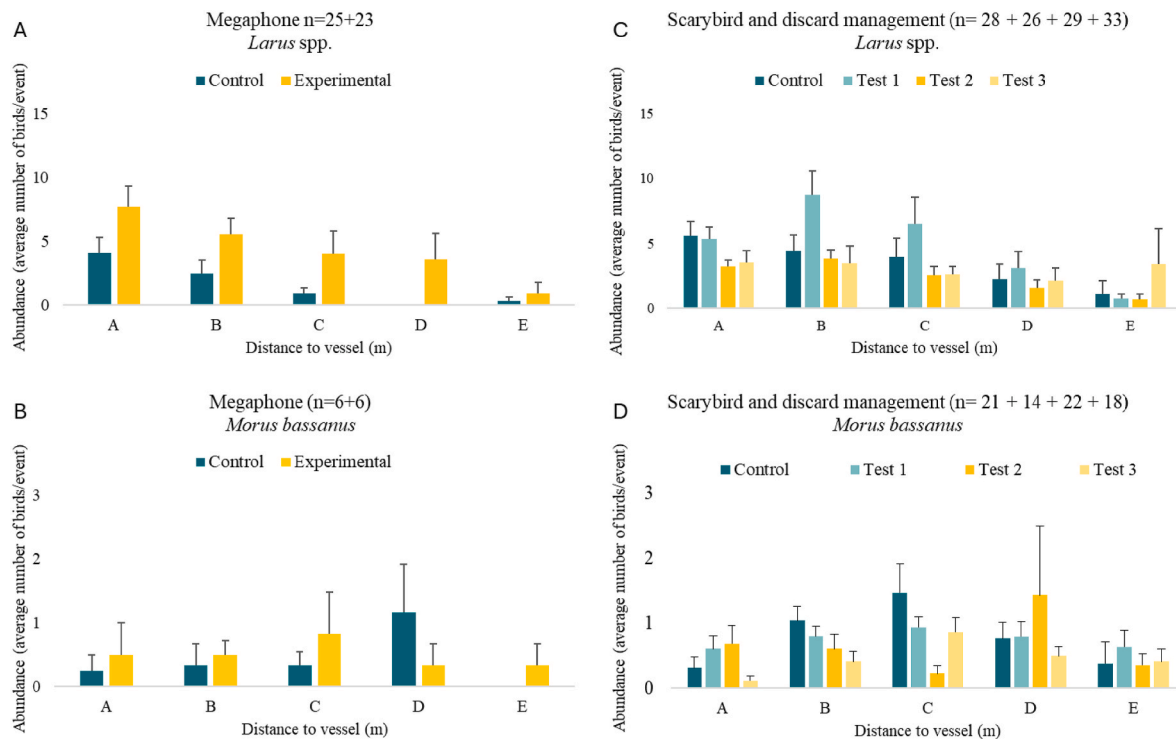 A
Megaphone n=25+23
Larus spp.
Control Experimental
Abundance (average number of birds/event)
15
10
5
0
A B C D E
Distance to vessel (m)
B
Megaphone (n=6+6)
Morus bassanus
Control Experimental
Abundance (average number of birds/event)
3
2
1
0
A B C D E
Distance to vessel (m)
C
Scarybird and discard management (n= 28 + 26 + 29 + 33)
Larus spp.
Control Test 1 Test 2 Test 3
Abundance (average number of birds/event)
15
10
5
0
A B C D E
Distance to vessel (m)
D
Scarybird and discard management (n= 21 + 14 + 22 + 18)
Morus bassanus
Control Test 1 Test 2 Test 3
Abundance (average number of birds/event)
3
2
1
0
A B C D E
Distance to vessel (m)